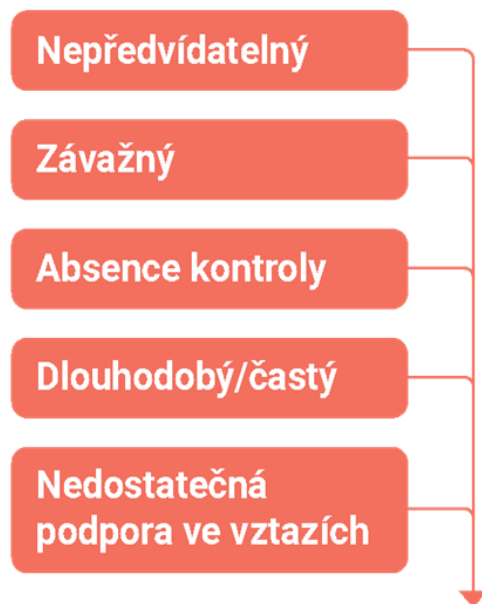 Nepředvídatelný
Závažný
Absence kontroly
Dlouhodobý/častý
Nedostatečná
podpora ve vztazích